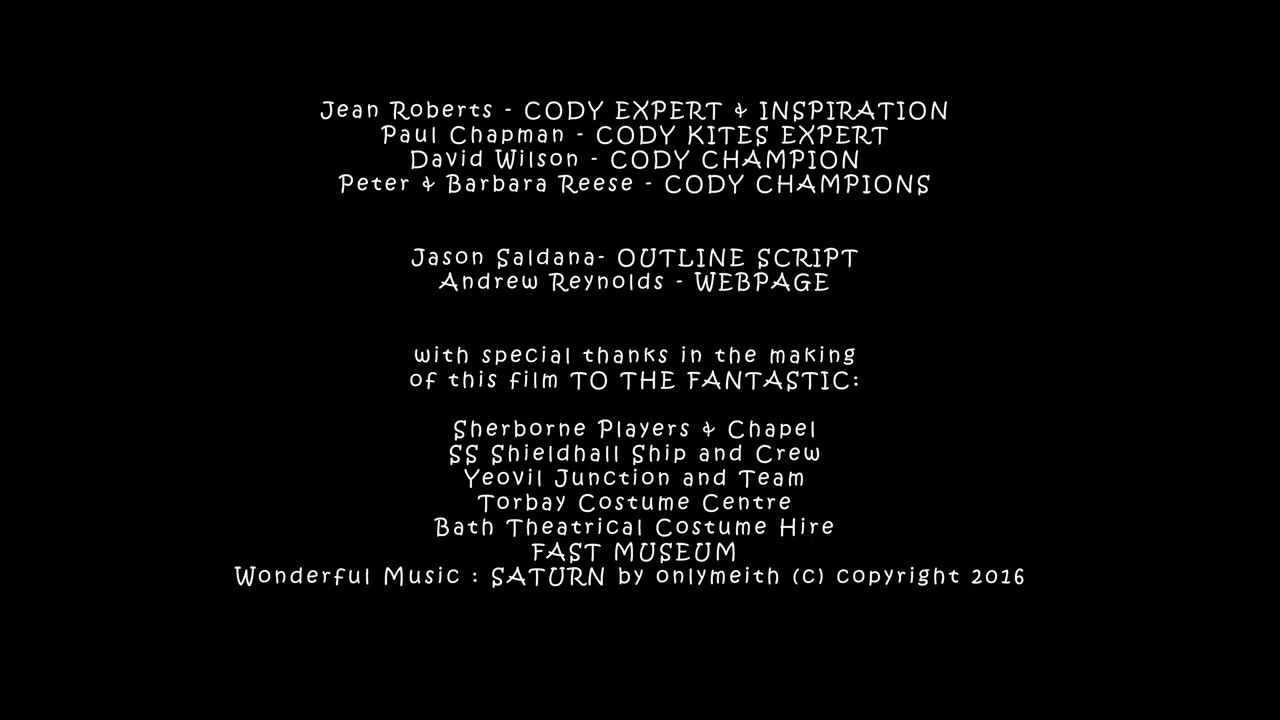 Jean Roberts - CODY EXPERT & INSPIRATION
Paul Chapman - CODY KITES EXPERT
David Wilson - CODY CHAMPION
Peter & Barbara Reese - CODY CHAMPIONS
Jason Saldana- OUTLINE SCRIPT
Andrew Reynolds - WEBPAGE
with special thanks in the making
of this film TO THE FANTASTIC:
Sherborne Players & Chapel
SS Shieldhall Ship and Crew
Yeovil Junction and Team
Torbay Costume Centre
Bath Theatrical Costume Hire
FAST MUSEUM
Wonderful Music : SATURN by onlymeith (c) copyright 2016